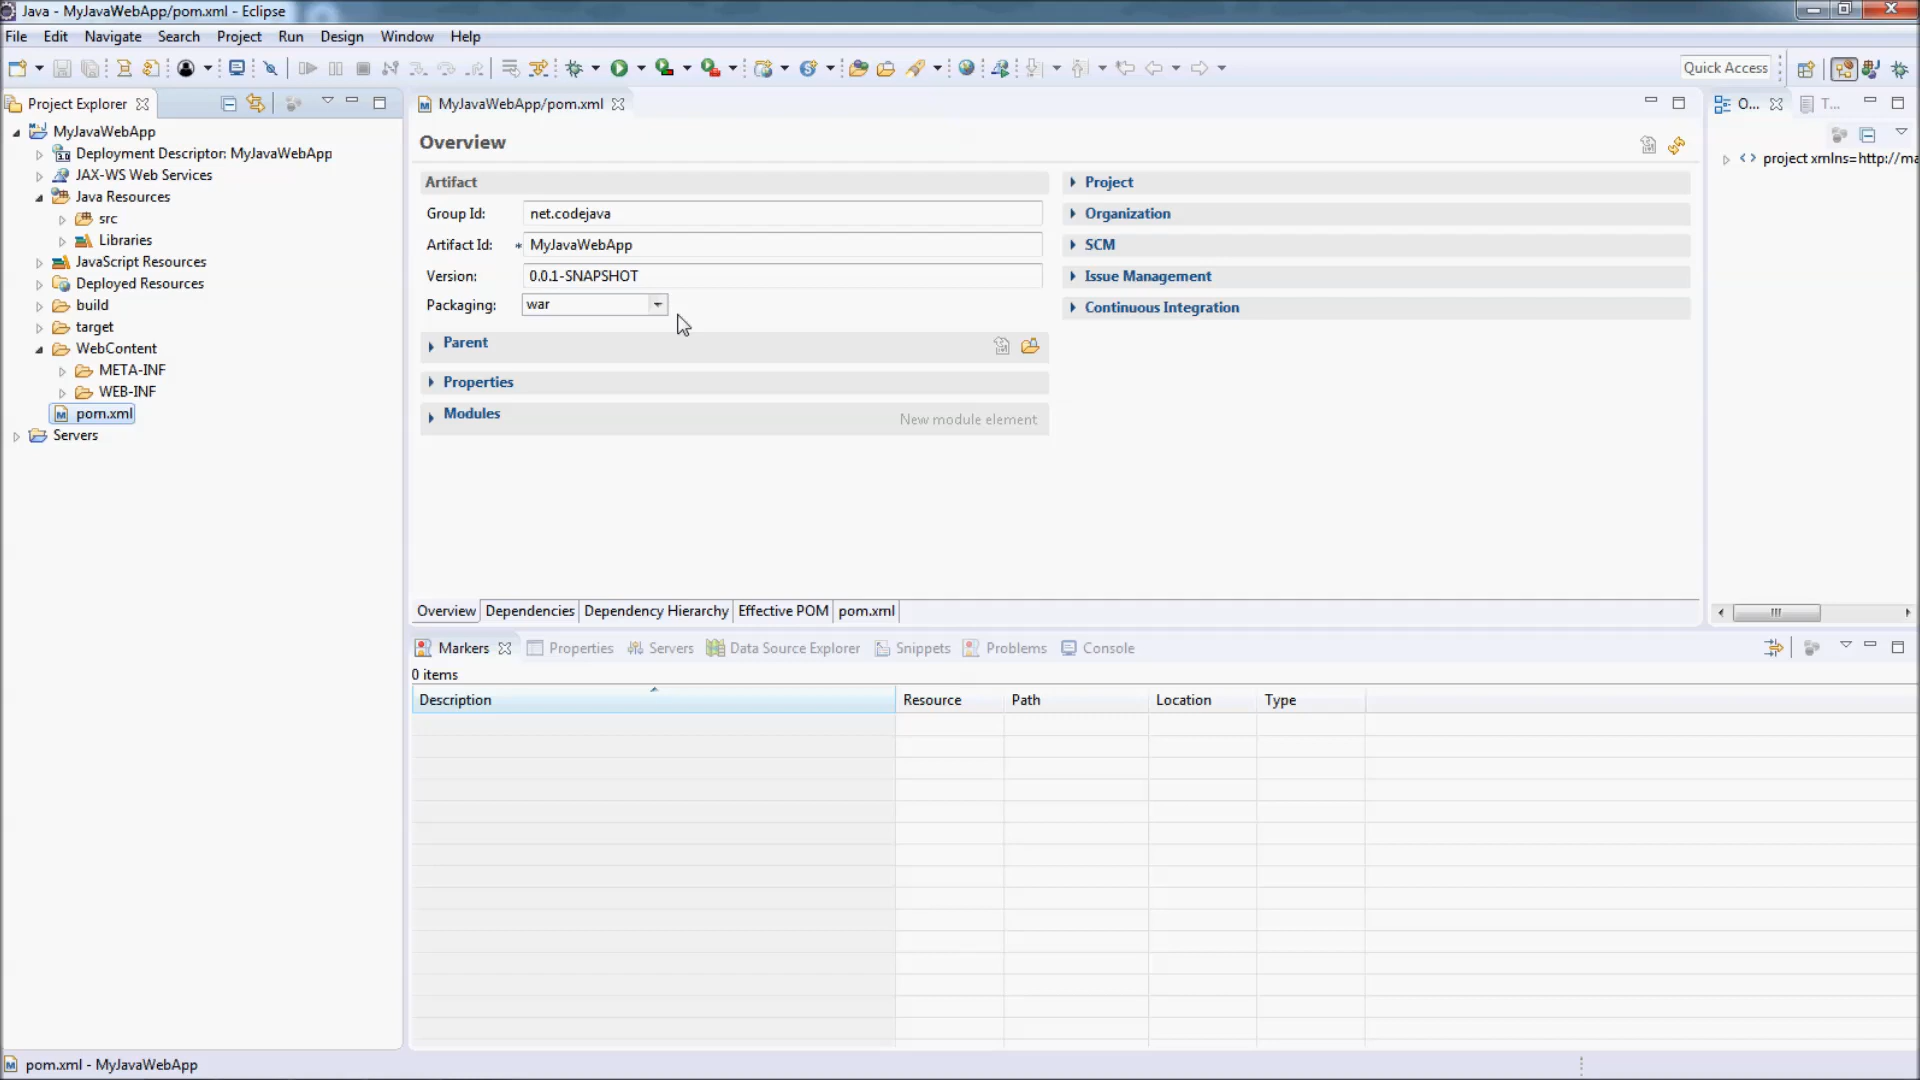 Java - MyJavaWebApp/pom.xml - Eclipse
File Edit Navigate Search Project Run Design Window Help
Quick Access
Project Explorer
MyJavaWebApp/pom.xml
O...
T...
MyJavaWebApp
Deployment Descriptor: MyJavaWebApp
JAX-WS Web Services
Java Resources
src
Libraries
JavaScript Resources
Deployed Resources
build
target
WebContent
META-INF
WEB-INF
pom.xml
Servers
Overview
Artifact
Group Id: net.codejava
Artifact Id: * MyJavaWebApp
Version: 0.0.1-SNAPSHOT
Packaging: war
Parent
Properties
Modules
New module element
Project
Organization
SCM
Issue Management
Continuous Integration
project xmlns=http://ma
Overview Dependencies Dependency Hierarchy Effective POM pom.xml
Markers Properties Servers Data Source Explorer Snippets Problems Console
0 items
Description Resource Path Location Type
pom.xml - MyJavaWebApp